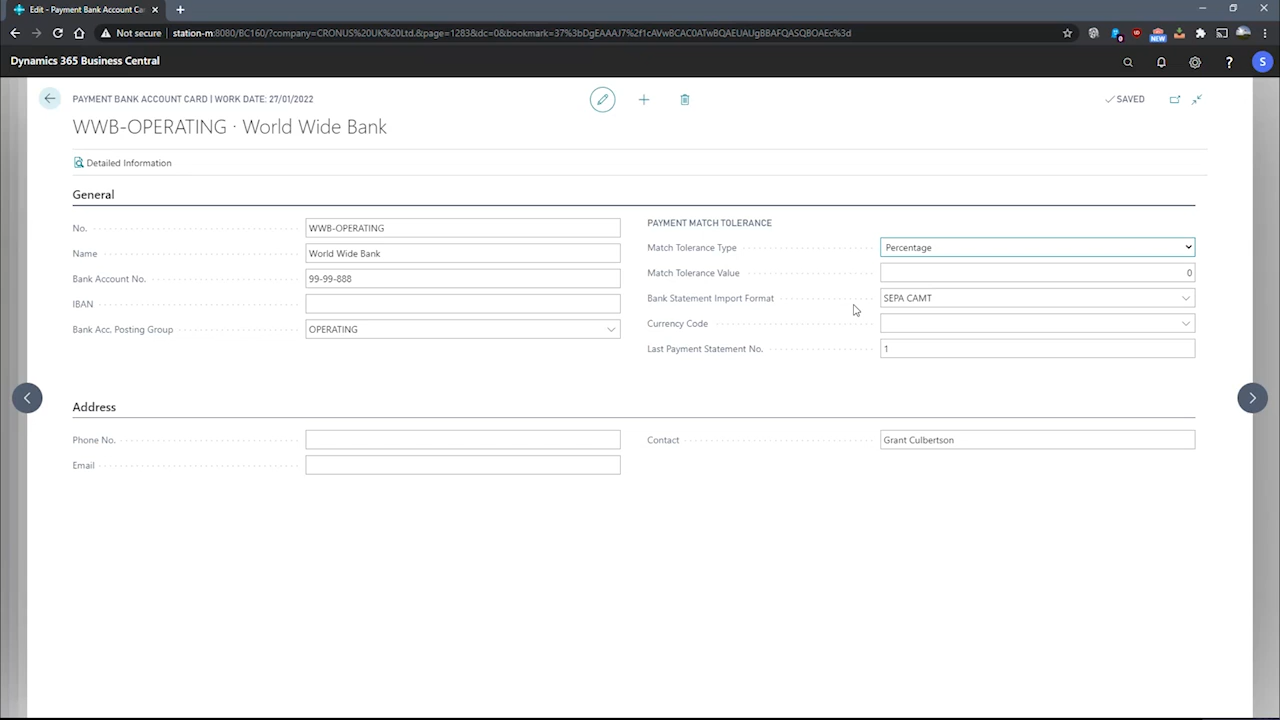 Edit - Payment Bank Account Ca
Not secure
station-m:8080/BC160/?company=CRONUS%20UK%20Ltd.&page=1283&dc=0&bookmark=37%3bDgEAAAJ7%2f1cAVwBCAC0ATwBQAEUAUgBBAFQASQBOAEc%3d
NEW
Dynamics 365 Business Central
?
S
PAYMENT BANK ACCOUNT CARD | WORK DATE: 27/01/2022
SAVED
WWB-OPERATING · World Wide Bank
Detailed Information
General
No.
WWB-OPERATING
Name
World Wide Bank
Bank Account No.
99-99-888
IBAN
Bank Acc. Posting Group
OPERATING
PAYMENT MATCH TOLERANCE
Match Tolerance Type
Percentage
Match Tolerance Value
0
Bank Statement Import Format
SEPA CAMT
Currency Code
Last Payment Statement No.
1
Address
Phone No.
Email
Contact
Grant Culbertson